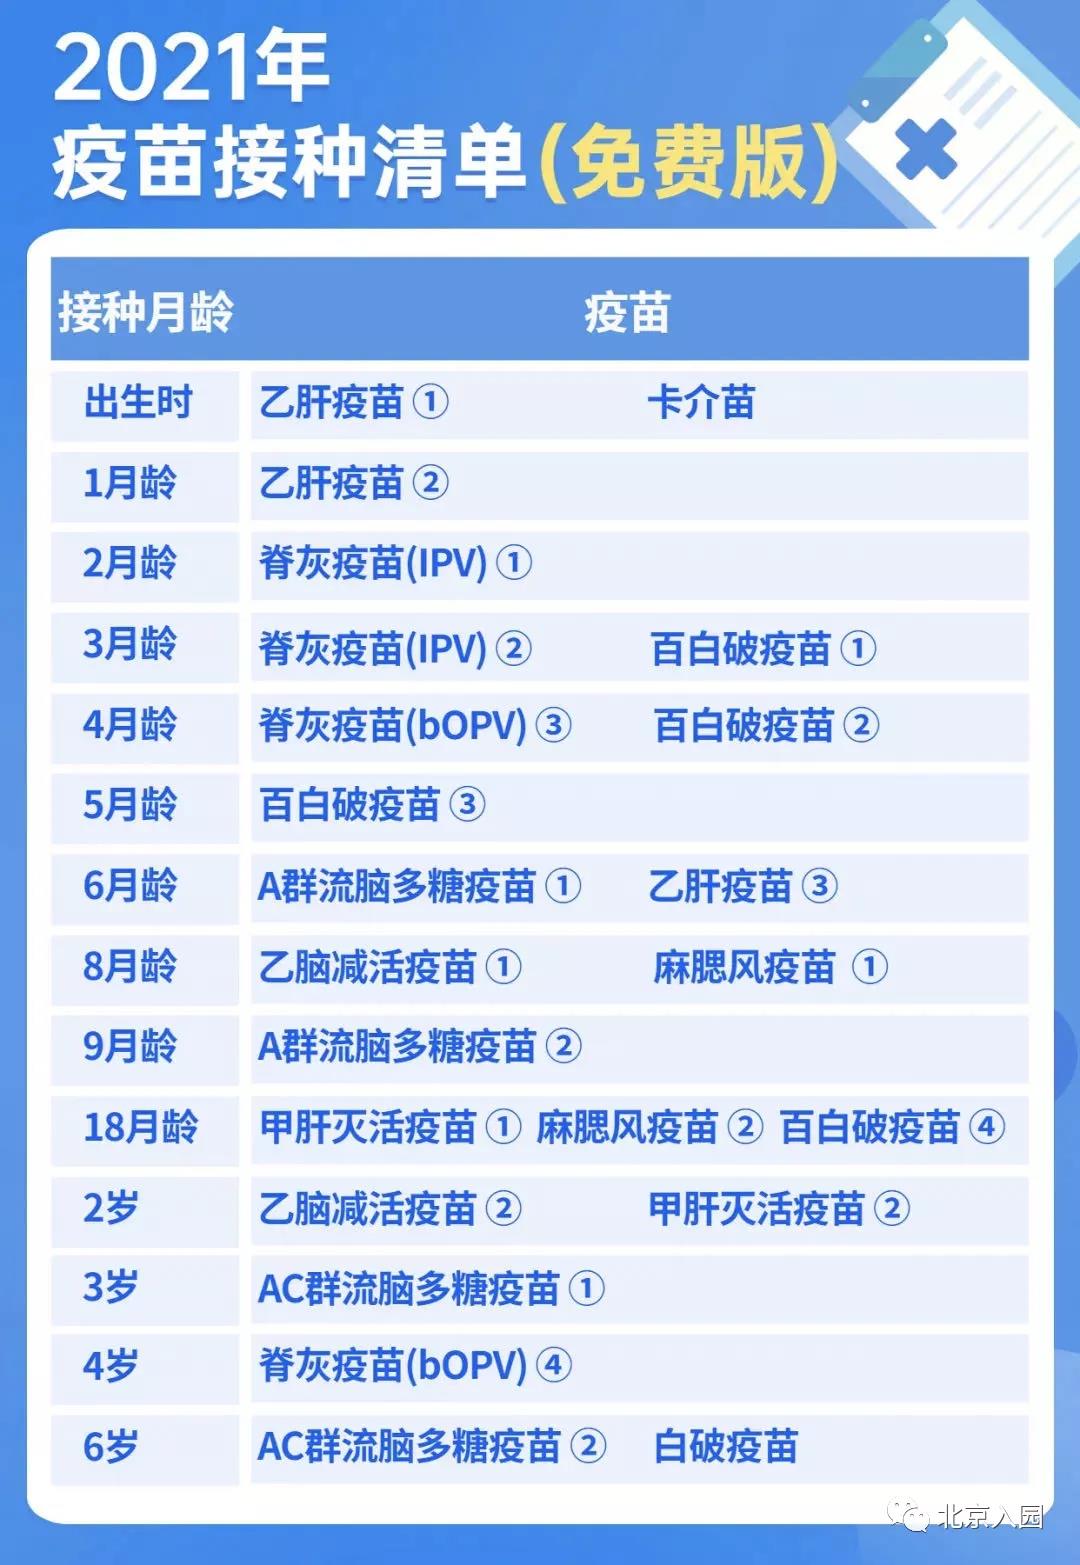 2021年
疫苗接种清单(免费版)
接种月龄 疫苗
出生时 乙肝疫苗① 卡介苗
1月龄 乙肝疫苗②
2月龄 脊灰疫苗(IPV)①
3月龄 脊灰疫苗(IPV)② 百白破疫苗①
4月龄 脊灰疫苗(bOPV)③ 百白破疫苗②
5月龄 百白破疫苗③
6月龄 A群流脑多糖疫苗① 乙肝疫苗③
8月龄 乙脑减活疫苗① 麻腮风疫苗①
9月龄 A群流脑多糖疫苗②
18月龄 甲肝灭活疫苗① 麻腮风疫苗② 百白破疫苗④
2岁 乙脑减活疫苗② 甲肝灭活疫苗②
3岁 AC群流脑多糖疫苗①
4岁 脊灰疫苗(bOPV)④
6岁 AC群流脑多糖疫苗② 白破疫苗
北京入园